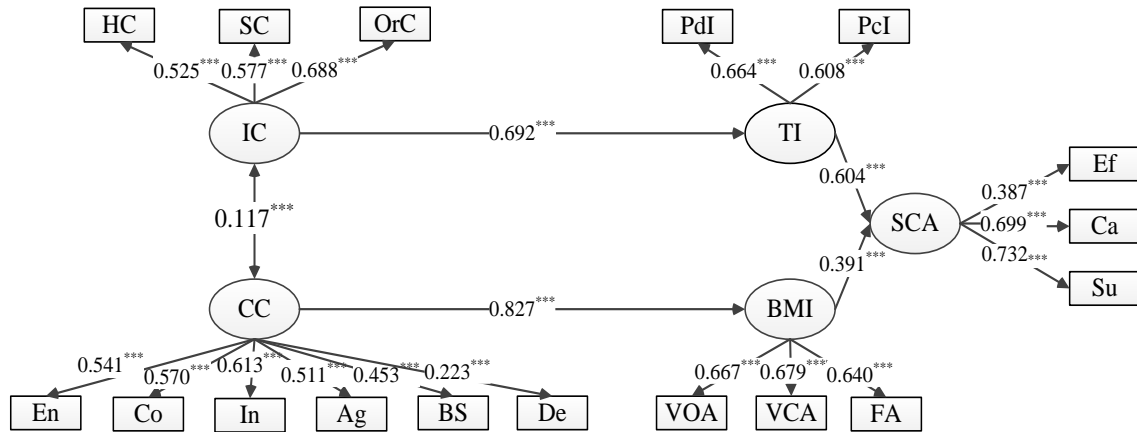 HC SC OrC PdI PcI
0.525*** 0.577*** 0.688*** 0.664*** 0.608***
IC 0.692*** TI
Ef
0.604*** 0.387***
0.117*** SCA 0.699*** Ca
0.391*** 0.732***
Su
CC 0.827*** BMI
0.541*** 0.570*** 0.613*** 0.511*** 0.453*** 0.223*** 0.667*** 0.679*** 0.640***
En Co In Ag BS De VOA VCA FA